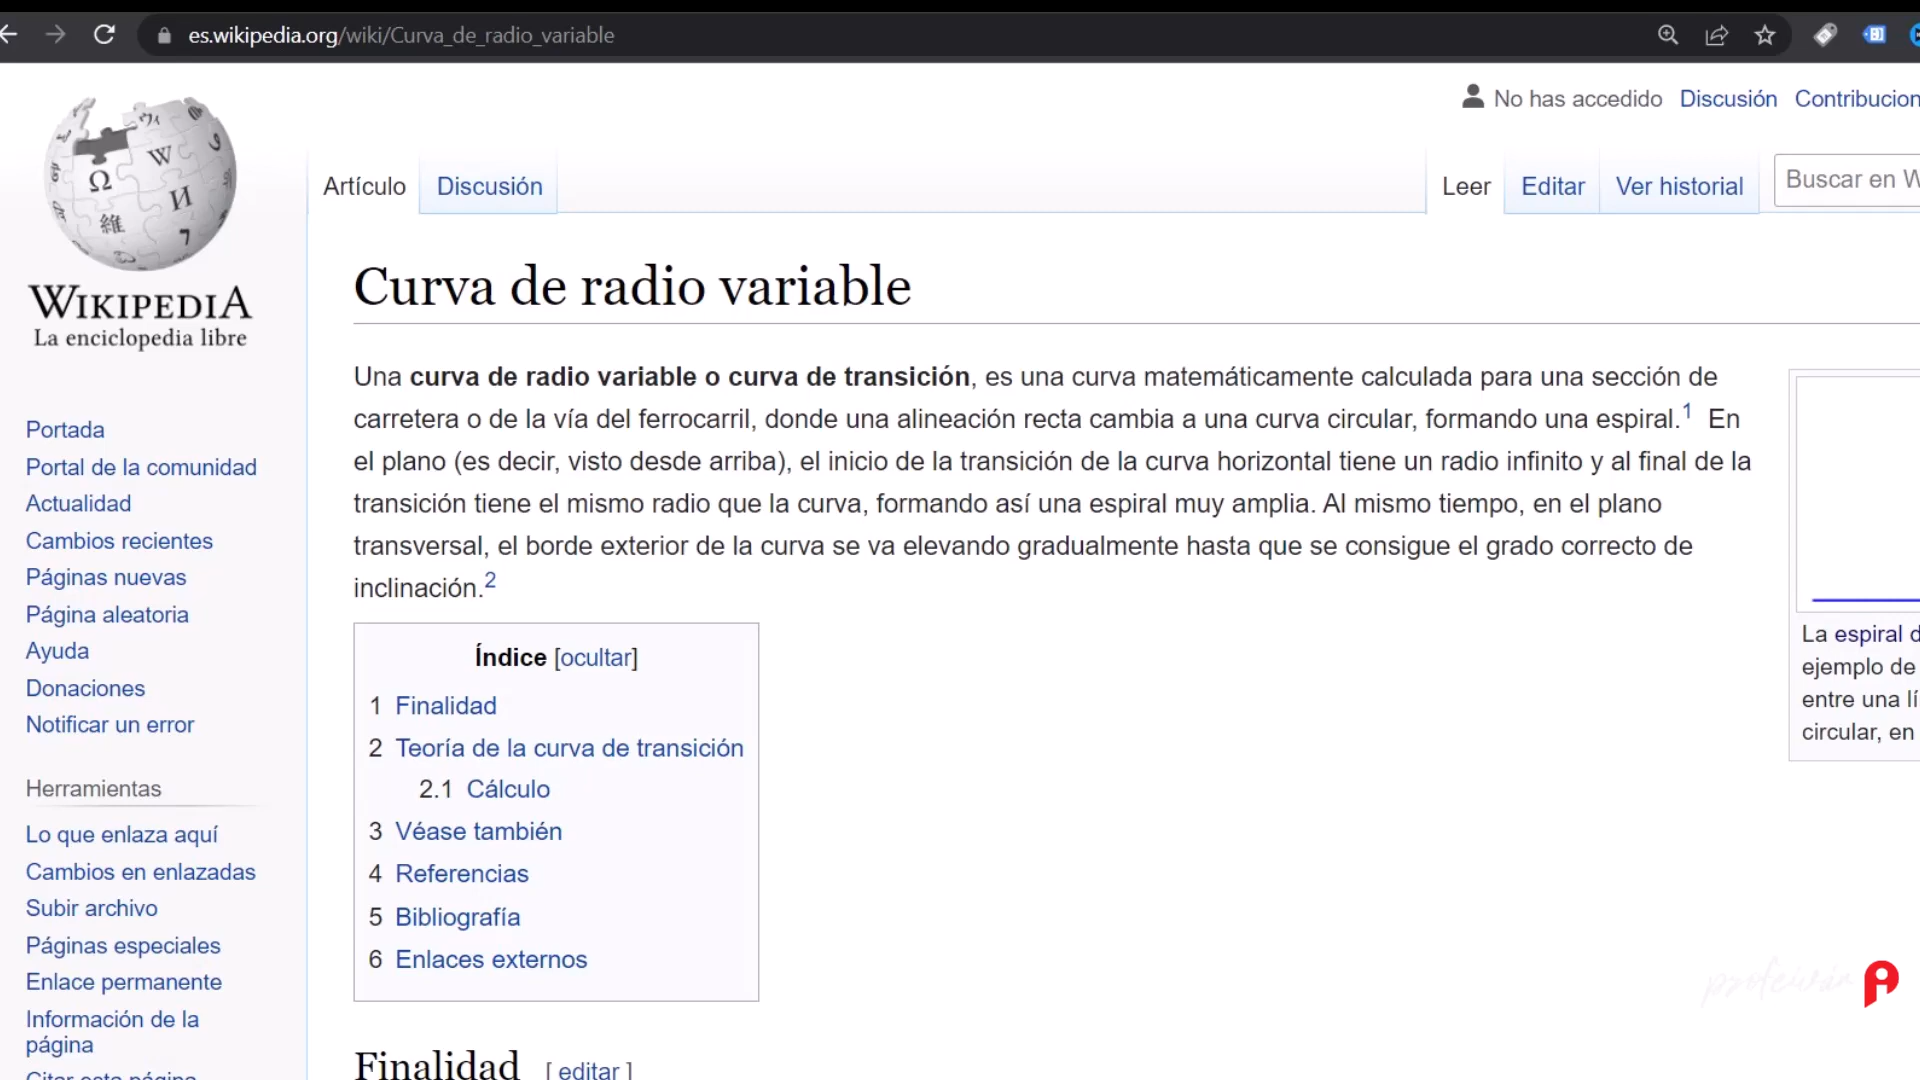 es.wikipedia.org/wiki/Curva_de_radio_variable
No has accedido Discusión Contribucion
Artículo Discusión Leer Editar Ver historial Buscar en W
WIKIPEDIA
La enciclopedia libre
Portada
Portal de la comunidad
Actualidad
Cambios recientes
Páginas nuevas
Página aleatoria
Ayuda
Donaciones
Notificar un error
Herramientas
Lo que enlaza aquí
Cambios en enlazadas
Subir archivo
Páginas especiales
Enlace permanente
Información de la
página
Citar esta página
Curva de radio variable
Una curva de radio variable o curva de transición, es una curva matemáticamente calculada para una sección de
carretera o de la vía del ferrocarril, donde una alineación recta cambia a una curva circular, formando una espiral.1 En
el plano (es decir, visto desde arriba), el inicio de la transición de la curva horizontal tiene un radio infinito y al final de la
transición tiene el mismo radio que la curva, formando así una espiral muy amplia. Al mismo tiempo, en el plano
transversal, el borde exterior de la curva se va elevando gradualmente hasta que se consigue el grado correcto de
inclinación.2
Índice [ocultar]
1 Finalidad
2 Teoría de la curva de transición
2.1 Cálculo
3 Véase también
4 Referencias
5 Bibliografía
6 Enlaces externos
Finalidad [ editar ]
La espiral d
ejemplo de
entre una lí
circular, en